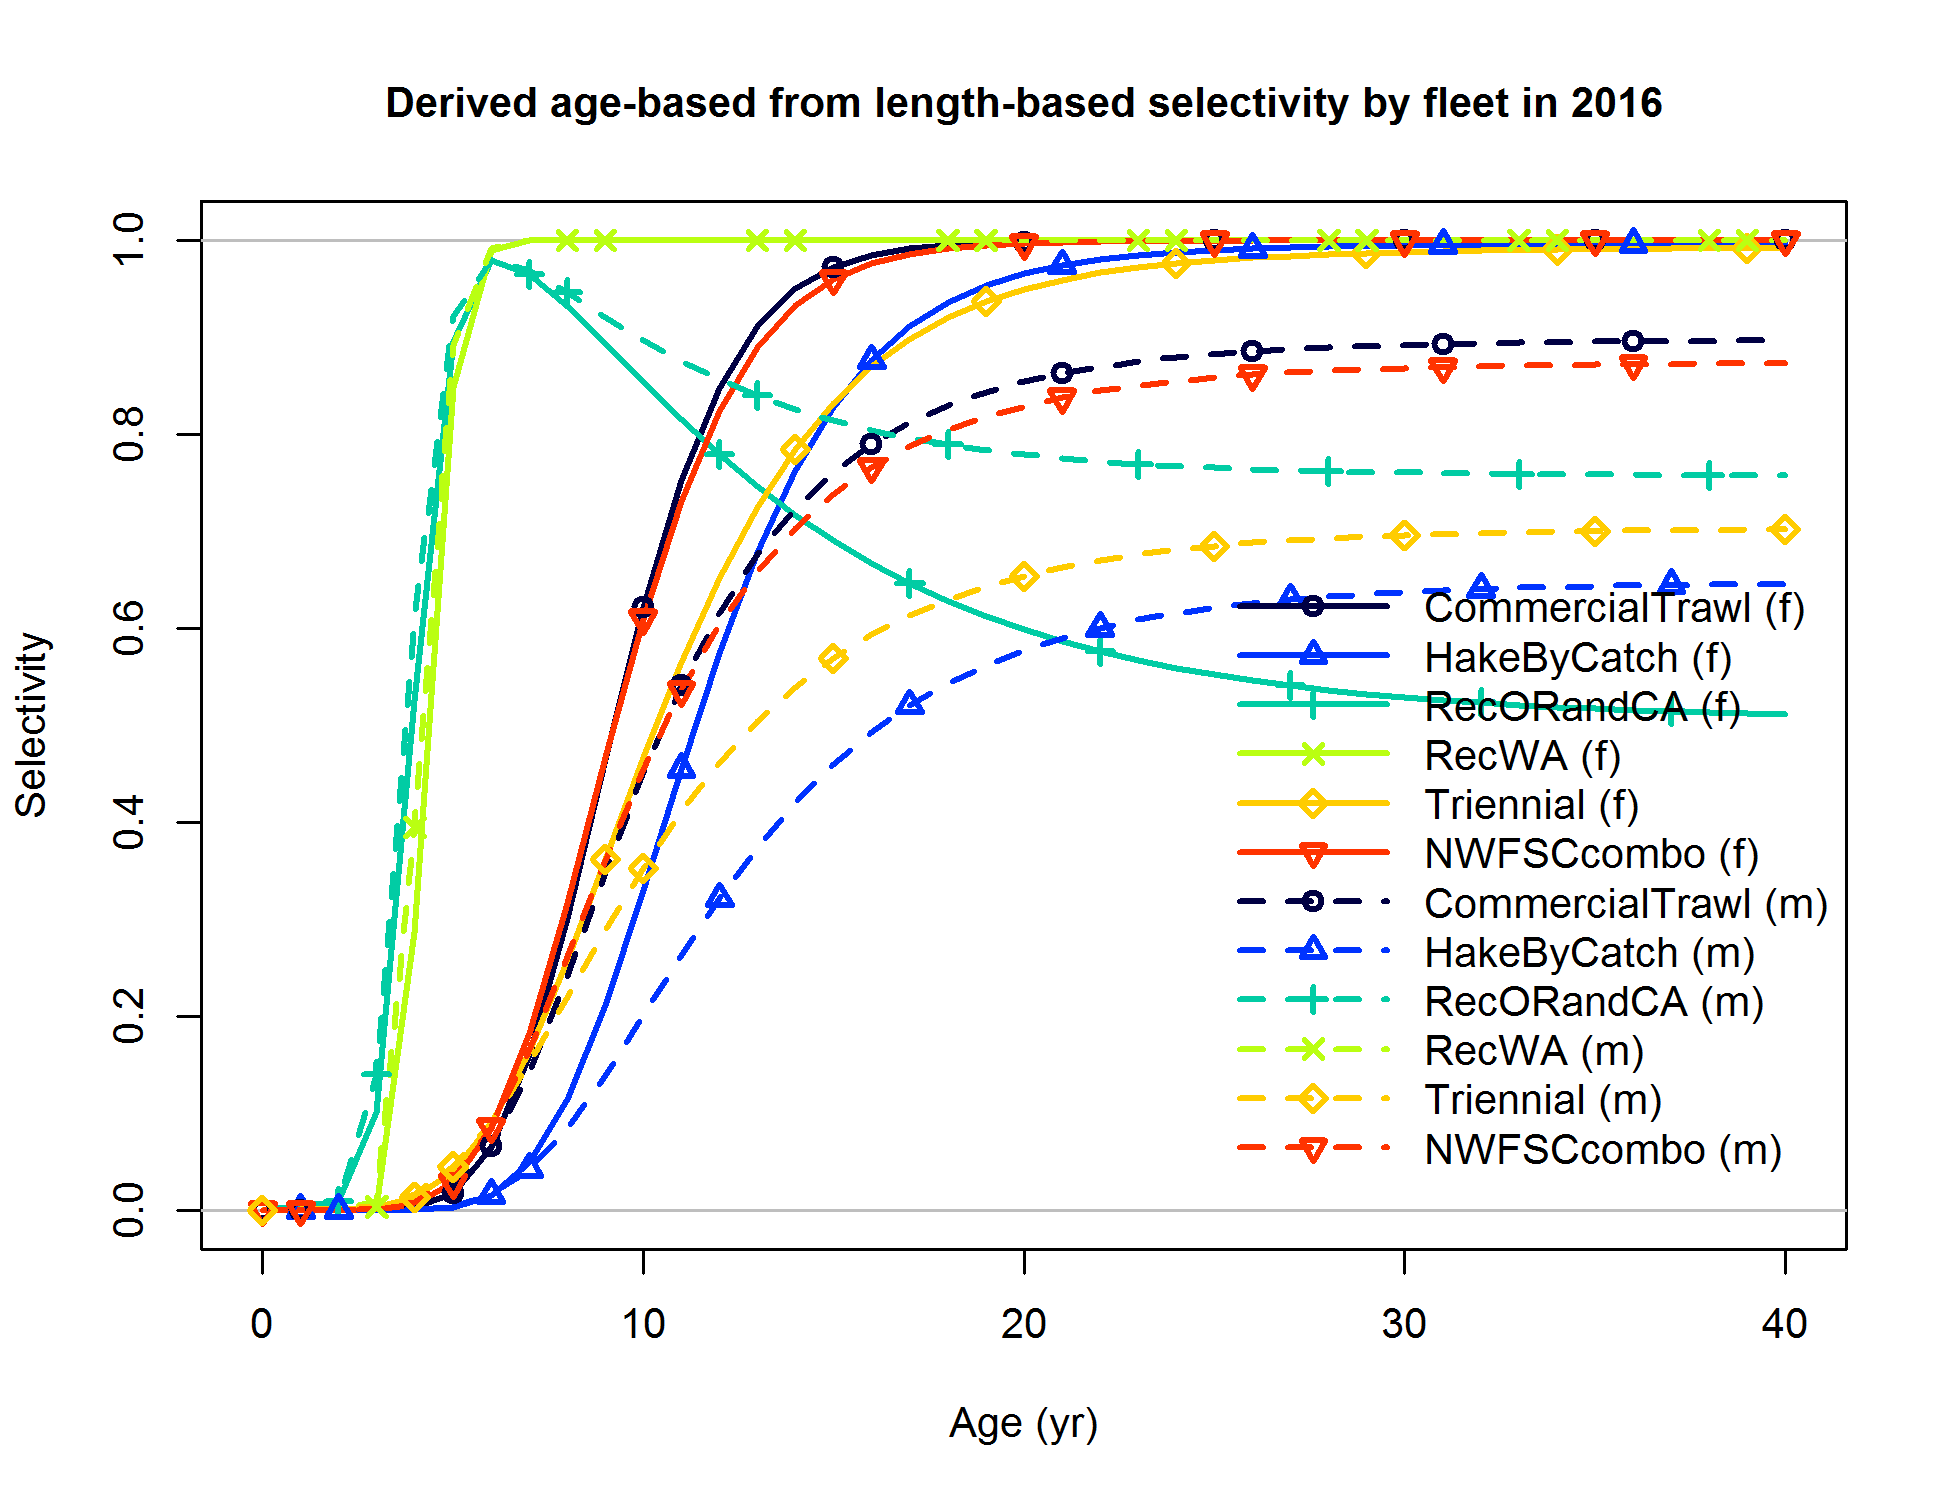 Derived age-based from length-based selectivity by fleet in 2016
Selectivity
1.0
0.8
0.6
0.4
0.2
0.0
CommercialTrawl (f)
HakeByCatch (f)
RecORandCA (f)
RecWA (f)
Triennial (f)
NWFSCcombo (f)
CommercialTrawl (m)
HakeByCatch (m)
RecORandCA (m)
RecWA (m)
Triennial (m)
NWFSCcombo (m)
0 10 20 30 40
Age (yr)